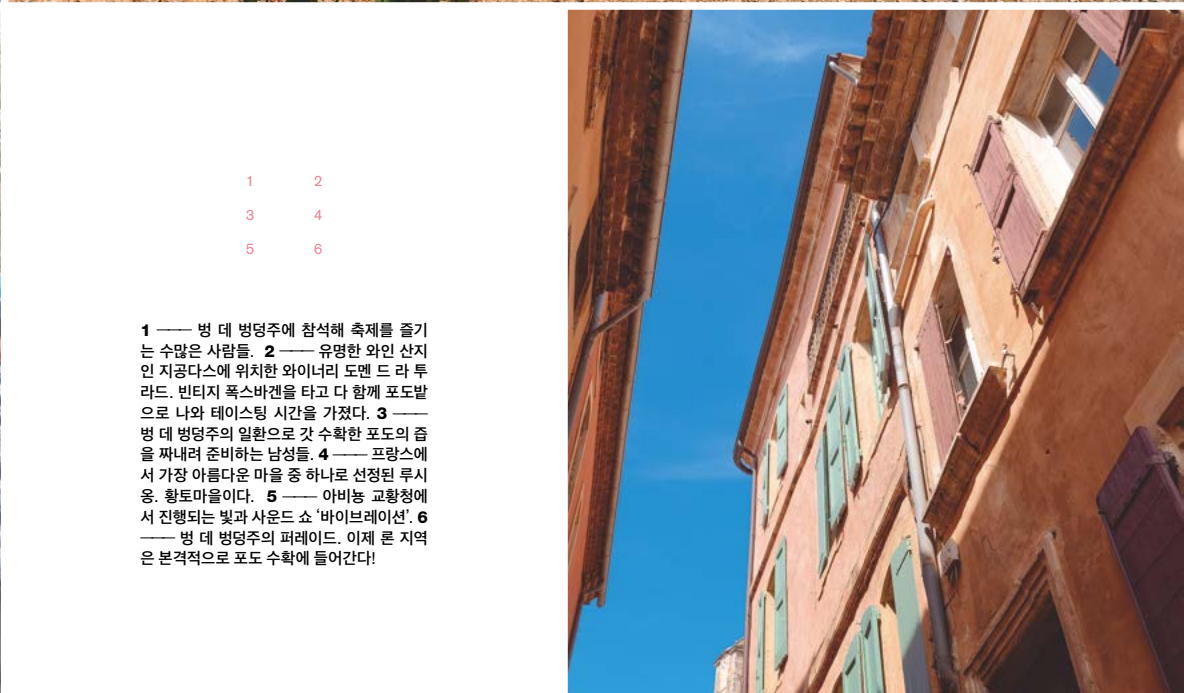 1 2
3 4
5 6
1 ─── 벙 데 벙덩주에 참석해 축제를 즐기
는 수많은 사람들. 2 ─── 유명한 와인 산지
인 지공다스에 위치한 와이너리 도멘 드 라 투
라드. 빈티지 폭스바겐을 타고 다 함께 포도밭
으로 나와 테이스팅 시간을 가졌다. 3 ───
벙 데 벙덩주의 일환으로 갓 수확한 포도의 즙
을 짜내려 준비하는 남성들. 4 ─── 프랑스에
서 가장 아름다운 마을 중 하나로 선정된 루시
옹. 황토마을이다. 5 ─── 아비뇽 교황청에
서 진행되는 빛과 사운드 쇼 ‘바이브레이션’. 6
─── 벙 데 벙덩주의 퍼레이드. 이제 론 지역
은 본격적으로 포도 수확에 들어간다!